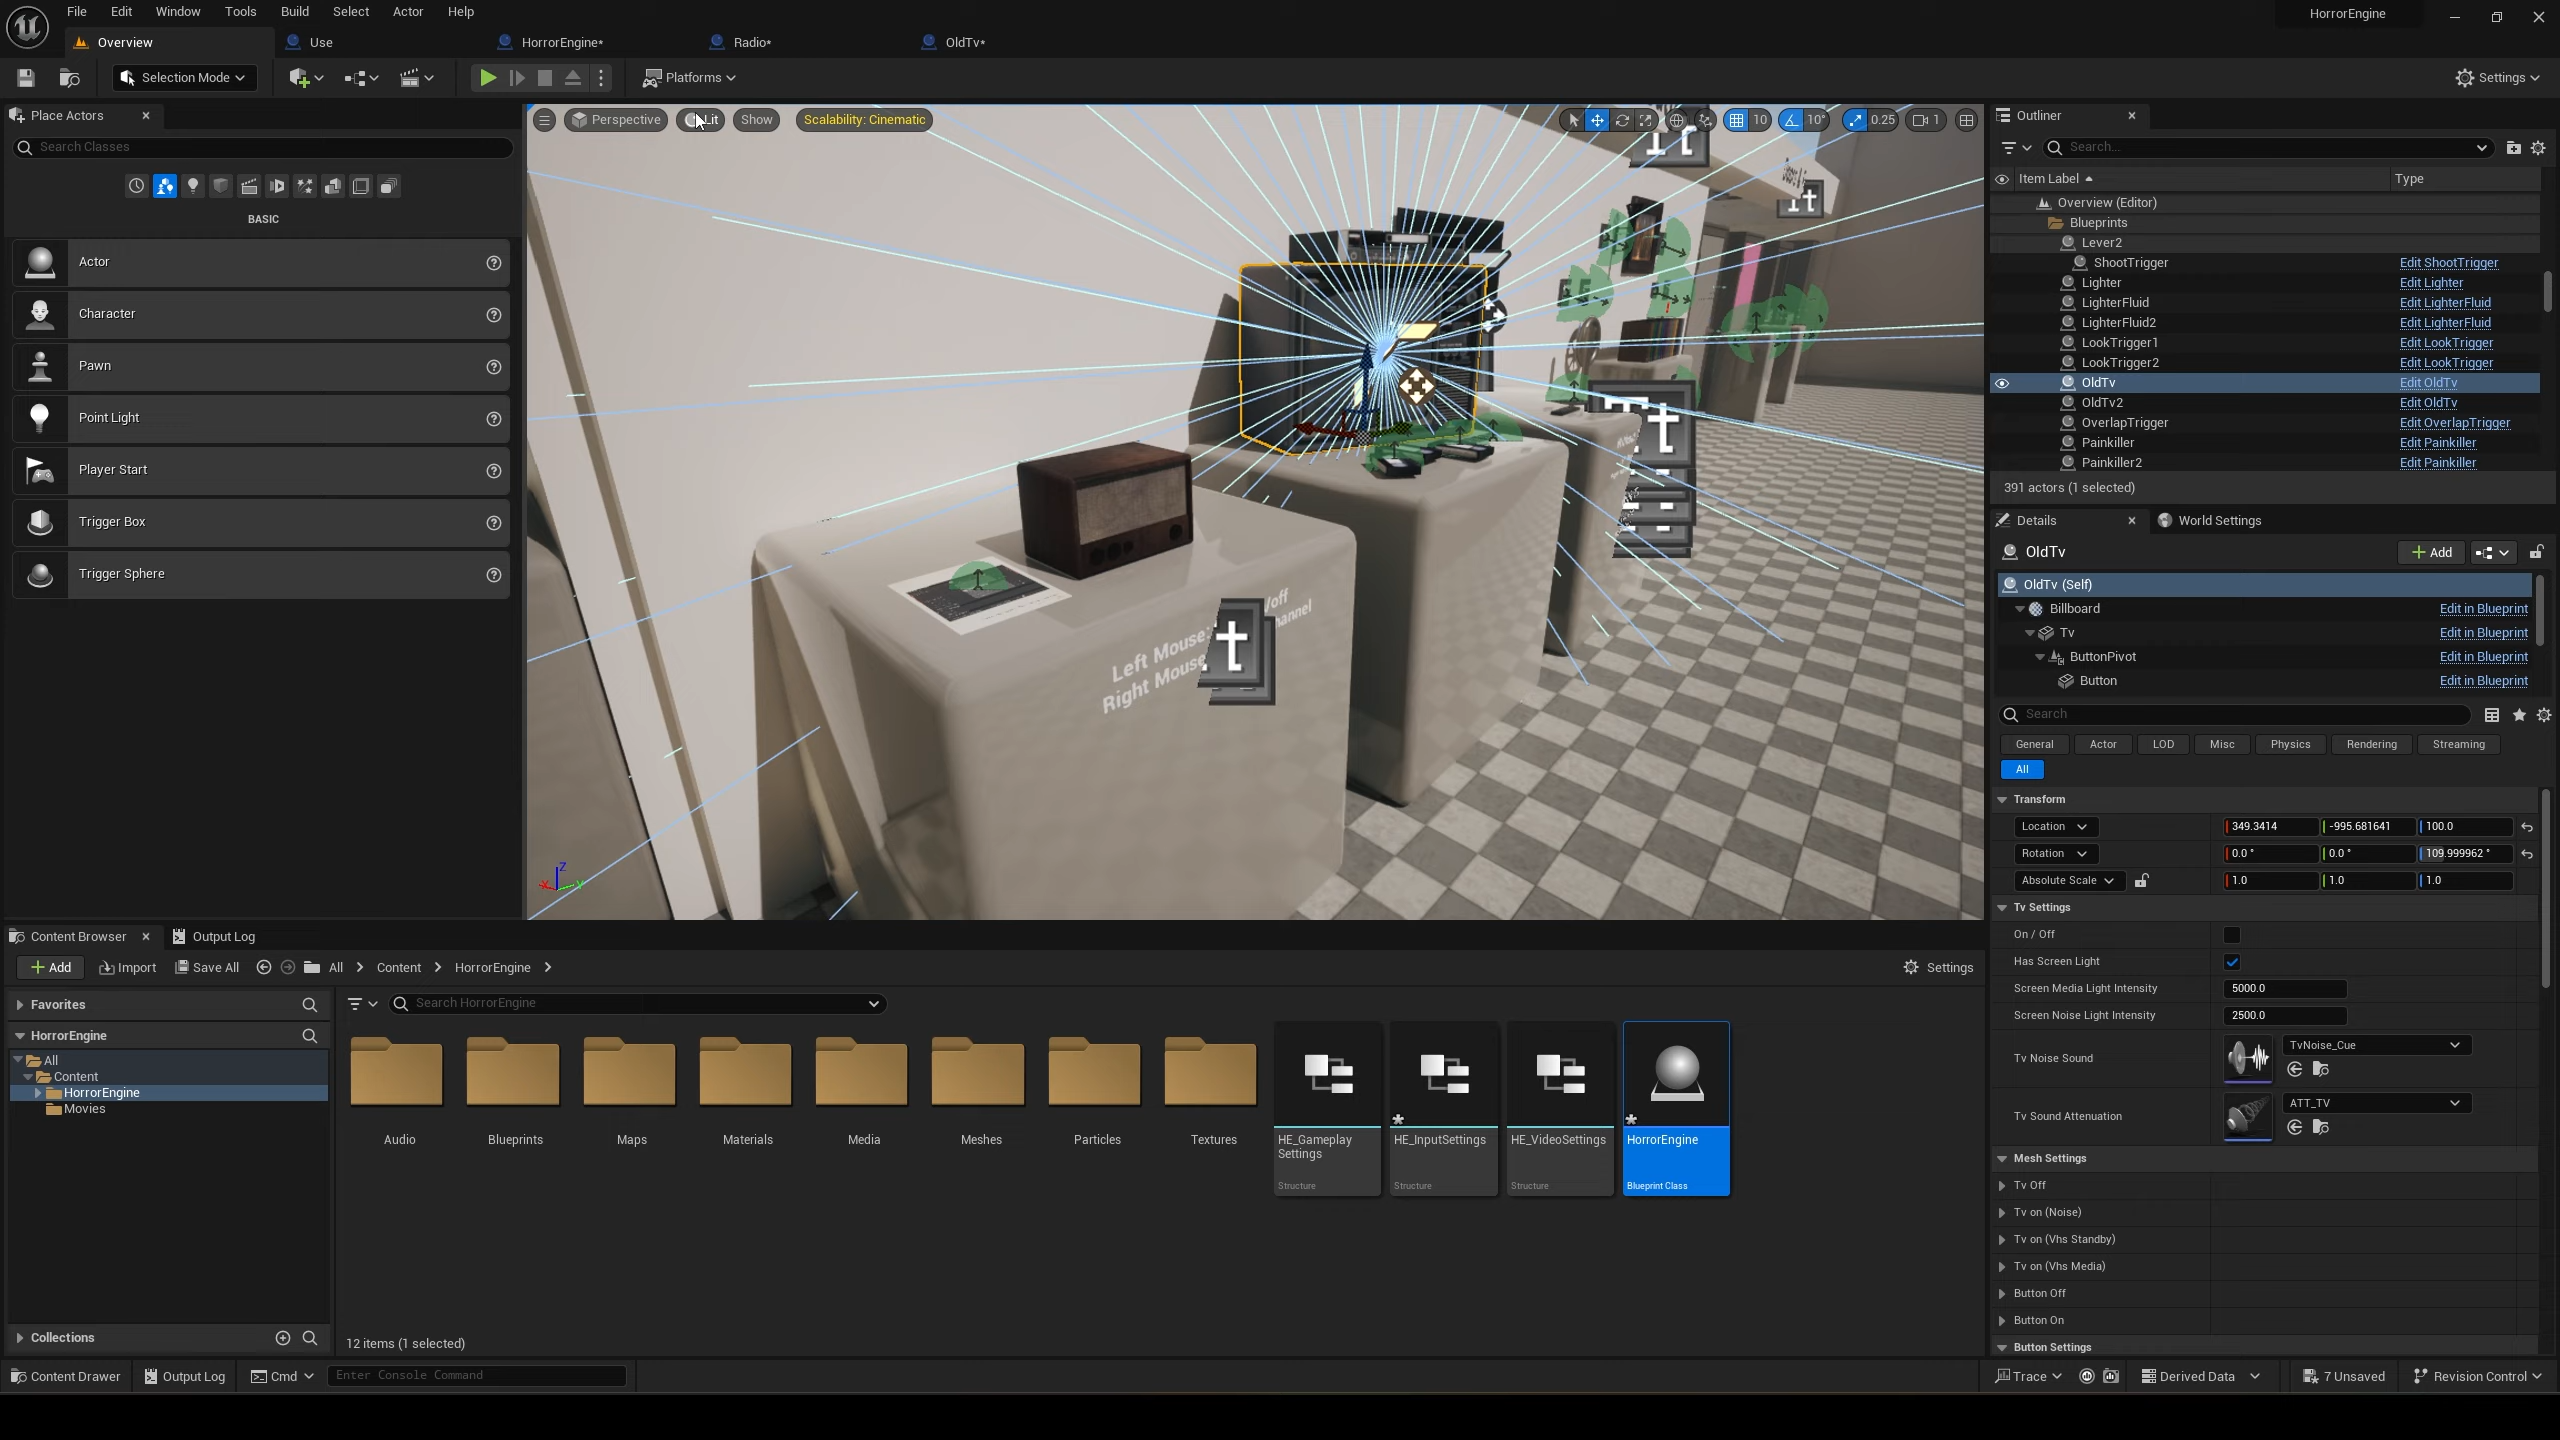 File Edit Window Tools Build Select Actor Help
HorrorEngine
Overview Use HorrorEngine* Radio* OldTv*
Selection Mode Platforms Settings
Place Actors
Search Classes
BASIC
Actor
Character
Pawn
Point Light
Player Start
Trigger Box
Trigger Sphere
Perspective Lit Show Scalability: Cinematic
10 10° 0.25 1
Left Mouse:
Right Mouse
Outliner
Search...
Item Label Type
Overview (Editor)
Blueprints
Lever2
ShootTrigger Edit ShootTrigger
Lighter Edit Lighter
LighterFluid Edit LighterFluid
LighterFluid2 Edit LighterFluid
LookTrigger1 Edit LookTrigger
LookTrigger2 Edit LookTrigger
OldTv Edit OldTv
OldTv2 Edit OldTv
OverlapTrigger Edit OverlapTrigger
Painkiller Edit Painkiller
Painkiller2 Edit Painkiller
391 actors (1 selected)
Details World Settings
OldTv Add
OldTv (Self)
Billboard Edit in Blueprint
Tv Edit in Blueprint
ButtonPivot Edit in Blueprint
Button Edit in Blueprint
Search
General Actor LOD Misc Physics Rendering Streaming
All
Transform
Location 349.3414 -995.681641 100.0
Rotation 0.0 ° 0.0 ° 109.999962 °
Absolute Scale 1.0 1.0 1.0
Tv Settings
On / Off
Has Screen Light
Screen Media Light Intensity 5000.0
Screen Noise Light Intensity 2500.0
Tv Noise Sound TvNoise_Cue
Tv Sound Attenuation ATT_TV
Mesh Settings
Tv Off
Tv on (Noise)
Tv on (Vhs Standby)
Tv on (Vhs Media)
Button Off
Button On
Button Settings
Content Browser Output Log
Add Import Save All All Content HorrorEngine Settings
Favorites
HorrorEngine
All
Content
HorrorEngine
Movies
Collections
Search HorrorEngine
Audio Blueprints Maps Materials Media Meshes Particles Textures
HE_Gameplay
Settings
Structure
HE_InputSettings
Structure
HE_VideoSettings
Structure
HorrorEngine
Blueprint Class
12 items (1 selected)
Content Drawer Output Log Cmd Enter Console Command Trace Derived Data 7 Unsaved Revision Control